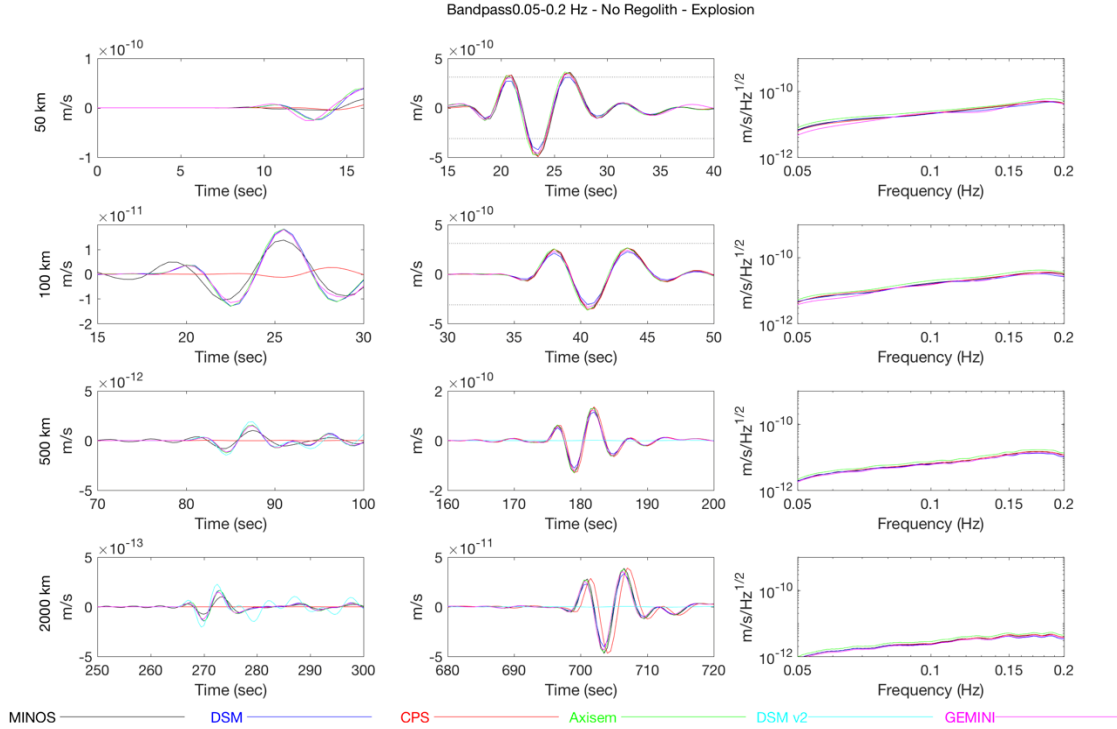 Bandpass0.05-0.2 Hz - No Regolith - Explosion
×10⁻¹⁰
1
0
-1
50 km
m/s
0 5 10 15
Time (sec)
×10⁻¹⁰
5
0
-5
m/s
15 20 25 30 35 40
Time (sec)
10⁻¹⁰
10⁻¹²
m/s/Hz¹/²
0.05 0.1 0.15 0.2
Frequency (Hz)
×10⁻¹¹
1
0
-1
-2
100 km
m/s
15 20 25 30
Time (sec)
×10⁻¹⁰
5
0
-5
m/s
30 35 40 45 50
Time (sec)
10⁻¹⁰
10⁻¹²
m/s/Hz¹/²
0.05 0.1 0.15 0.2
Frequency (Hz)
×10⁻¹²
5
0
-5
500 km
m/s
70 80 90 100
Time (sec)
×10⁻¹⁰
2
0
-2
m/s
160 170 180 190 200
Time (sec)
10⁻¹⁰
10⁻¹²
m/s/Hz¹/²
0.05 0.1 0.15 0.2
Frequency (Hz)
×10⁻¹³
5
0
-5
2000 km
m/s
250 260 270 280 290 300
Time (sec)
×10⁻¹¹
5
0
-5
m/s
680 690 700 710 720
Time (sec)
10⁻¹⁰
10⁻¹²
m/s/Hz¹/²
0.05 0.1 0.15 0.2
Frequency (Hz)
MINOS DSM CPS Axisem DSM v2 GEMINI